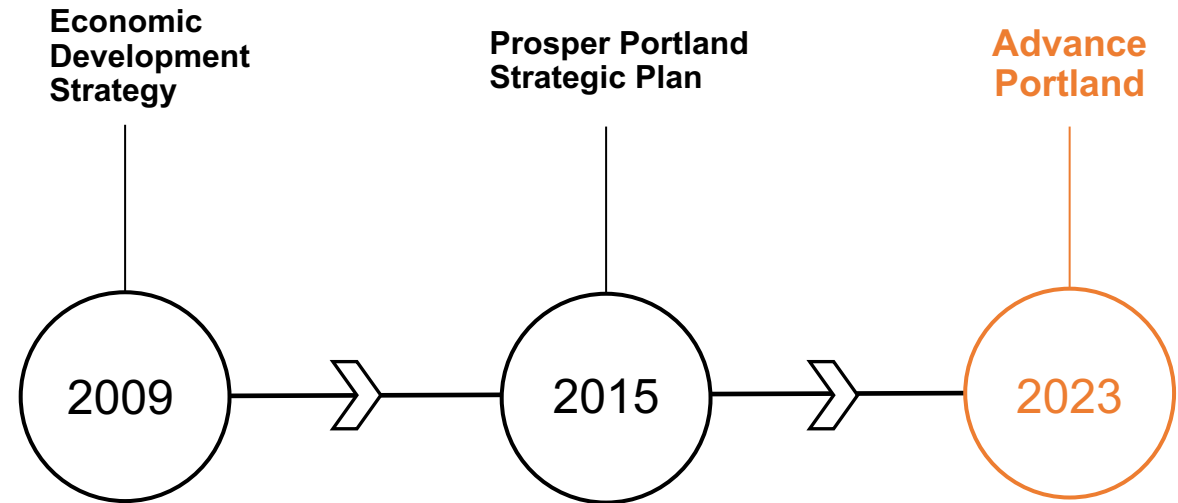 Economic
Development
Strategy
Prosper Portland
Strategic Plan
Advance
Portland
2009
2015
2023